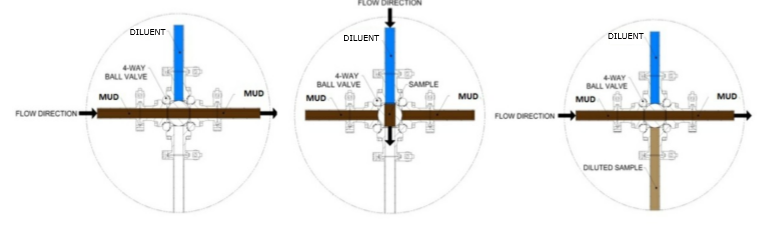 DILUENT
4-WAY
BALL VALVE
MUD
MUD
FLOW DIRECTION
FLOW DIRECTION
DILUENT
4-WAY
BALL VALVE
SAMPLE
MUD
MUD
DILUENT
4-WAY
BALL VALVE
MUD
MUD
FLOW DIRECTION
DILUTED SAMPLE